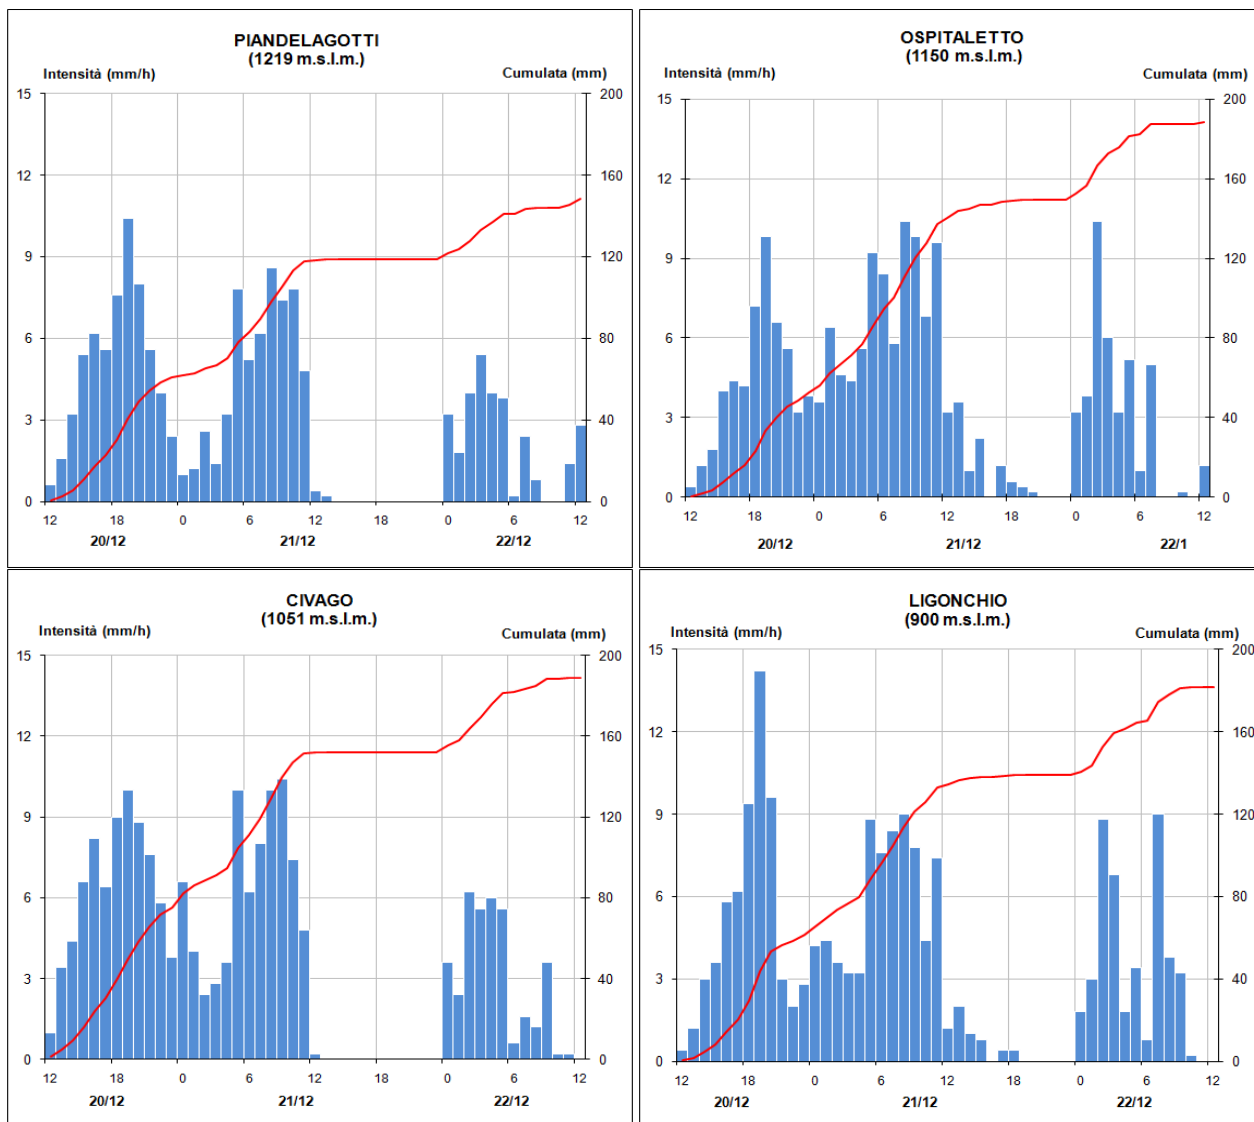 PIANDELAGOTTI
(1219 m.s.l.m.)
Intensità (mm/h)
Cumulata (mm)
15
12
9
6
3
0
200
160
120
80
40
0
12 18 0 6 12 18 0 6 12
20/12 21/12 22/12
OSPITALETTO
(1150 m.s.l.m.)
Intensità (mm/h)
Cumulata (mm)
15
12
9
6
3
0
200
160
120
80
40
0
12 18 0 6 12 18 0 6 12
20/12 21/12 22/1
CIVAGO
(1051 m.s.l.m.)
Intensità (mm/h)
Cumulata (mm)
15
12
9
6
3
0
200
160
120
80
40
0
12 18 0 6 12 18 0 6 12
20/12 21/12 22/12
LIGONCHIO
(900 m.s.l.m.)
Intensità (mm/h)
Cumulata (mm)
15
12
9
6
3
0
200
160
120
80
40
0
12 18 0 6 12 18 0 6 12
20/12 21/12 22/12